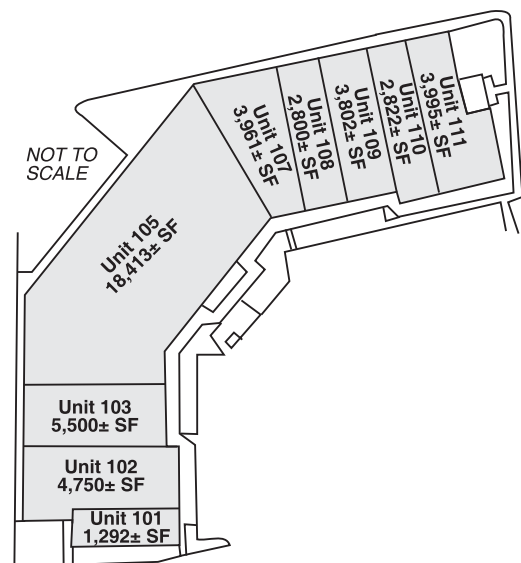 Unit 111
3,995± SF
Unit 110
2,822± SF
Unit 109
3,802± SF
Unit 108
2,800± SF
Unit 107
3,961± SF
NOT TO
SCALE
Unit 105
18,413± SF
Unit 103
5,500± SF
Unit 102
4,750± SF
Unit 101
1,292± SF